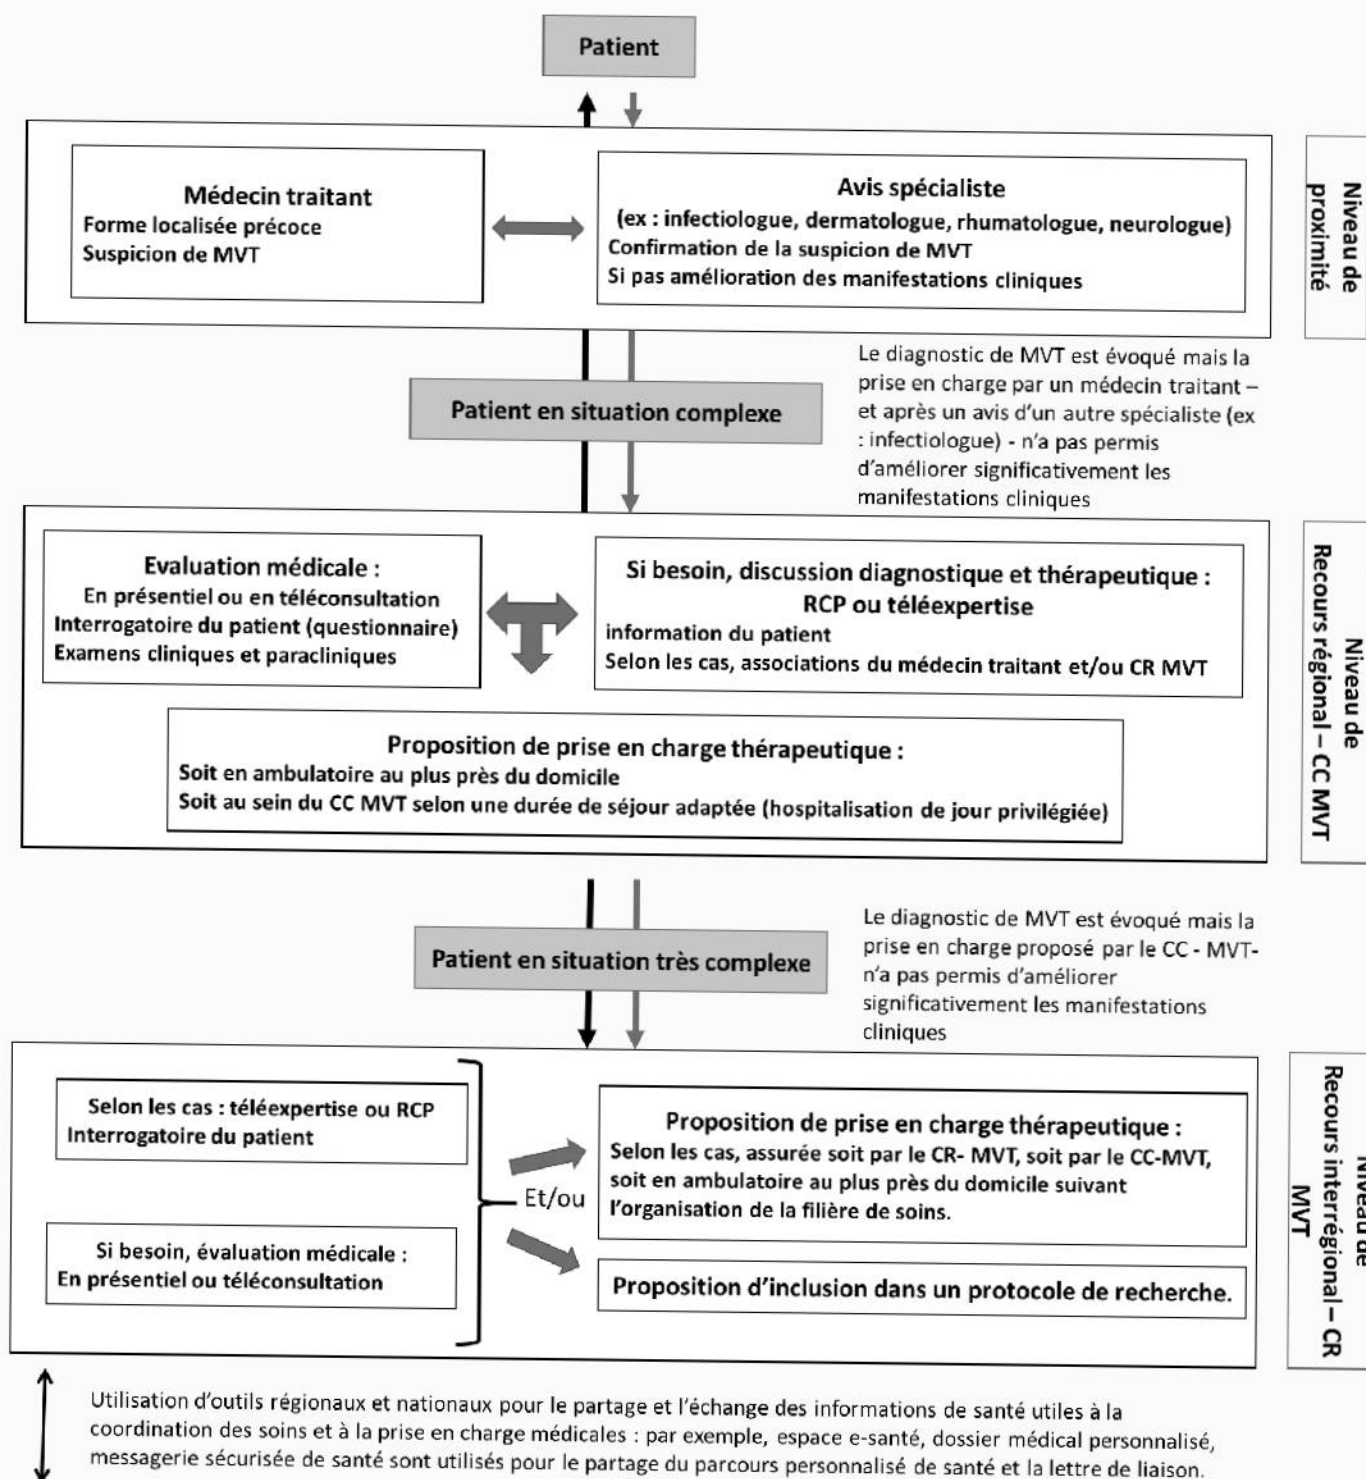 Patient
Médecin traitant
Forme localisée précoce
Suspicion de MVT
Avis spécialiste
(ex : infectiologue, dermatologue, rhumatologue, neurologue)
Confirmation de la suspicion de MVT
Si pas amélioration des manifestations cliniques
Niveau de
proximité
Patient en situation complexe
Le diagnostic de MVT est évoqué mais la
prise en charge par un médecin traitant –
et après un avis d'un autre spécialiste (ex
: infectiologue) - n'a pas permis
d'améliorer significativement les
manifestations cliniques
Evaluation médicale :
En présentiel ou en téléconsultation
Interrogatoire du patient (questionnaire)
Examens cliniques et paracliniques
Si besoin, discussion diagnostique et thérapeutique :
RCP ou téléexpertise
information du patient
Selon les cas, associations du médecin traitant et/ou CR MVT
Proposition de prise en charge thérapeutique :
Soit en ambulatoire au plus près du domicile
Soit au sein du CC MVT selon une durée de séjour adaptée (hospitalisation de jour privilégiée)
Niveau de
Recours régional – CC MVT
Patient en situation très complexe
Le diagnostic de MVT est évoqué mais la
prise en charge proposé par le CC - MVT-
n'a pas permis d'améliorer
significativement les manifestations
cliniques
Selon les cas : téléexpertise ou RCP
Interrogatoire du patient
Si besoin, évaluation médicale :
En présentiel ou téléconsultation
Et/ou
Proposition de prise en charge thérapeutique :
Selon les cas, assurée soit par le CR- MVT, soit par le CC-MVT,
soit en ambulatoire au plus près du domicile suivant
l'organisation de la filière de soins.
Proposition d'inclusion dans un protocole de recherche.
Niveau de
Recours interrégional – CR
MVT
Utilisation d'outils régionaux et nationaux pour le partage et l'échange des informations de santé utiles à la
coordination des soins et à la prise en charge médicales : par exemple, espace e-santé, dossier médical personnalisé,
messagerie sécurisée de santé sont utilisés pour le partage du parcours personnalisé de santé et la lettre de liaison.